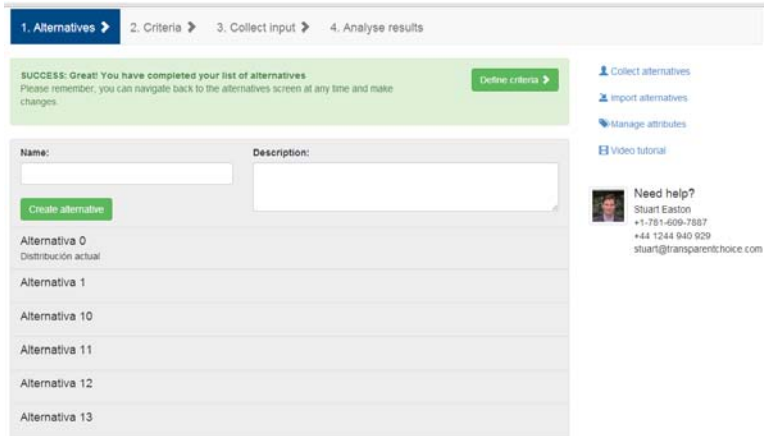 1. Alternatives 2. Criteria 3. Collect input 4. Analyse results
SUCCESS: Great! You have completed your list of alternatives
Please remember, you can navigate back to the alternatives screen at any time and make
changes.
Define criteria
Name:
Description:
Create alternative
Alternativa 0
Distribución actual
Alternativa 1
Alternativa 10
Alternativa 11
Alternativa 12
Alternativa 13
Collect alternatives
Import alternatives
Manage attributes
Video tutorial
Need help?
Stuart Easton
+1-781-609-7887
+44 1244 940 929
stuart@transparentchoice.com